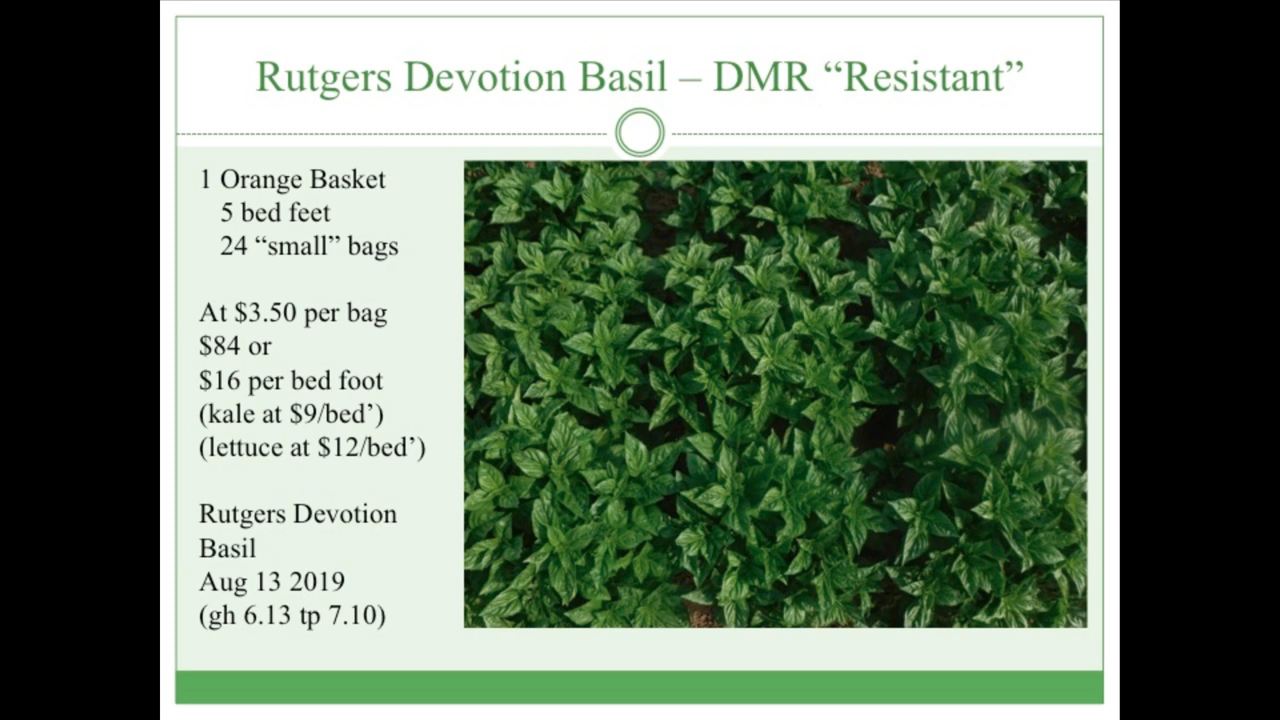 Rutgers Devotion Basil – DMR “Resistant”
1 Orange Basket
5 bed feet
24 “small” bags
At $3.50 per bag
$84 or
$16 per bed foot
(kale at $9/bed’)
(lettuce at $12/bed’)
Rutgers Devotion
Basil
Aug 13 2019
(gh 6.13 tp 7.10)